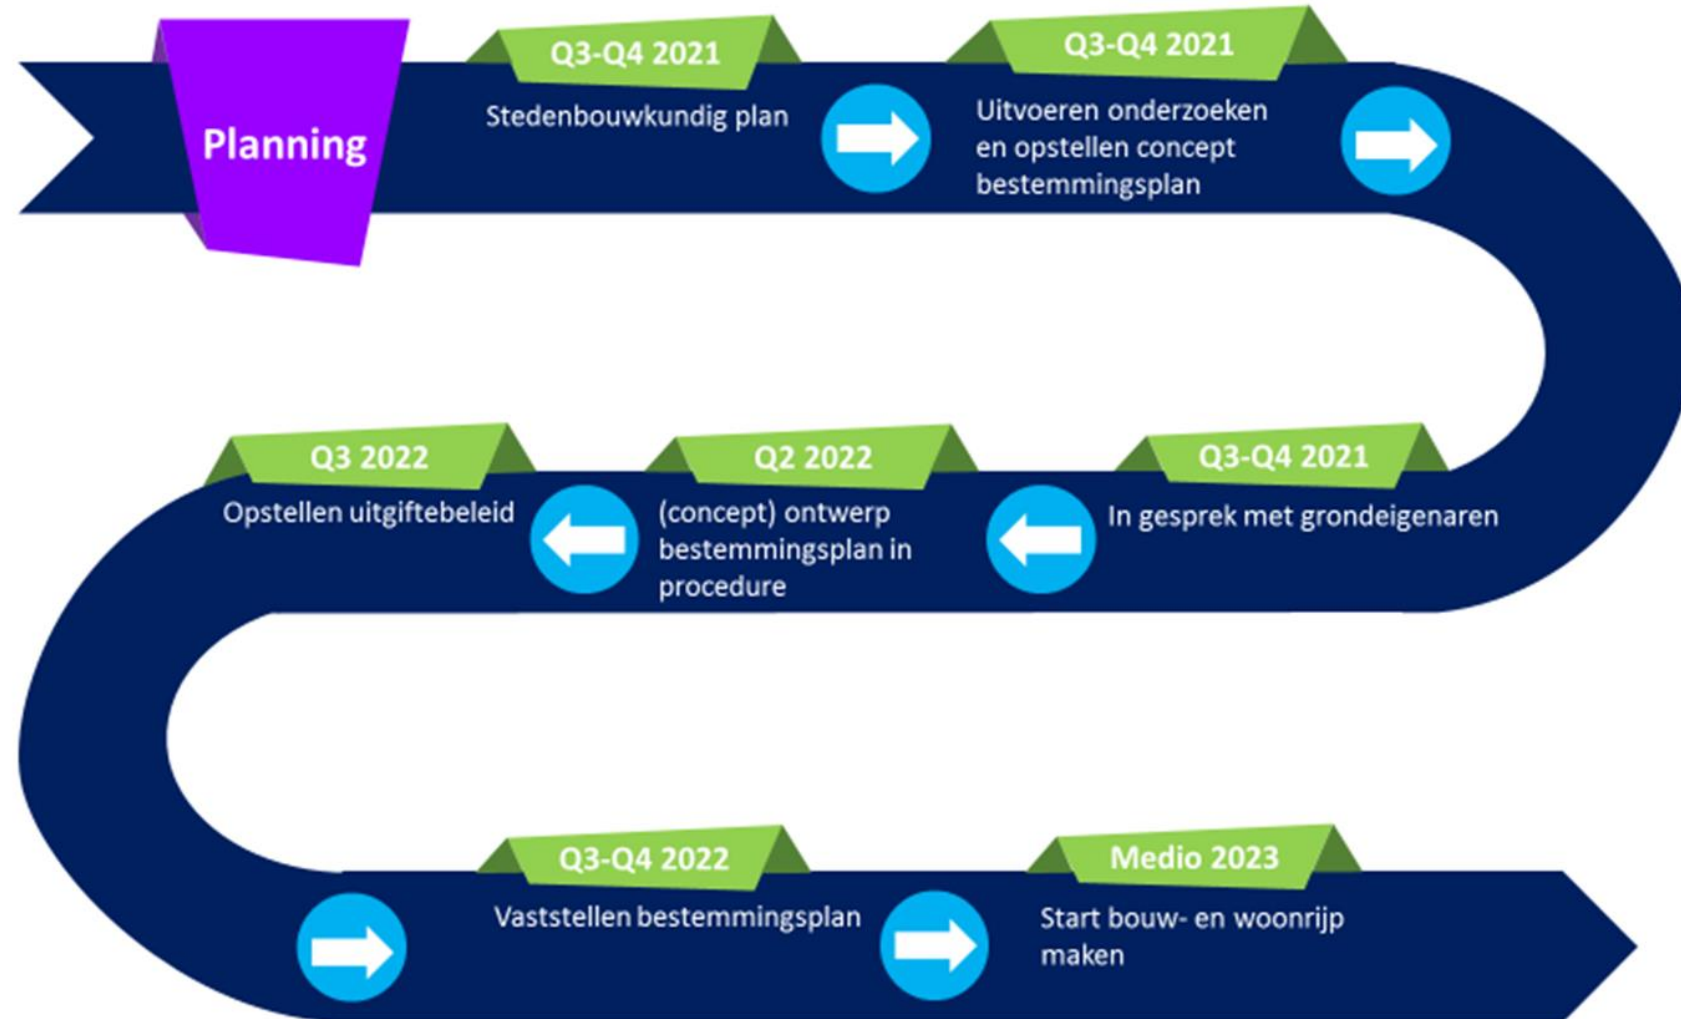 Planning
Q3-Q4 2021
Stedenbouwkundig plan
Q3-Q4 2021
Uitvoeren onderzoeken
en opstellen concept
bestemmingsplan
Q3-Q4 2021
In gesprek met grondeigenaren
Q2 2022
(concept) ontwerp
bestemmingsplan in
procedure
Q3 2022
Opstellen uitgiftebeleid
Q3-Q4 2022
Vaststellen bestemmingsplan
Medio 2023
Start bouw- en woonrijp
maken